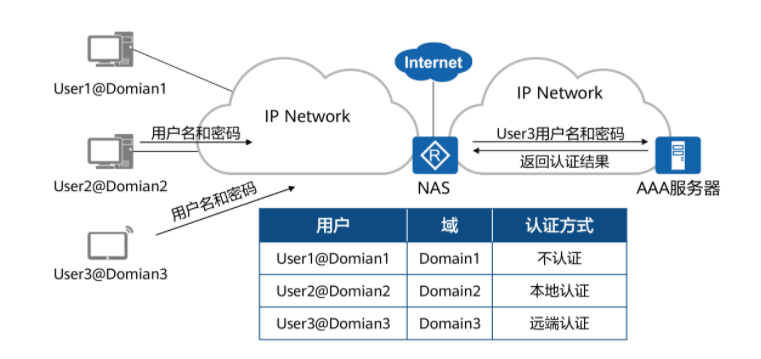 Internet
User1@Domian1
IP Network
IP Network
用户名和密码
User3用户名和密码
返回认证结果
User2@Domian2
NAS
AAA服务器
用户名和密码
User3@Domian3
用户 域 认证方式
User1@Domian1 Domain1 不认证
User2@Domian2 Domain2 本地认证
User3@Domian3 Domain3 远端认证
R